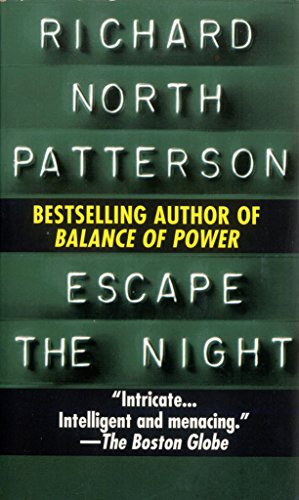 RICHARD
NORTH
PATTERSON
BESTSELLING AUTHOR OF
BALANCE OF POWER
ESCAPE
THE NIGHT
“Intricate...
Intelligent and menacing.”
—The Boston Globe